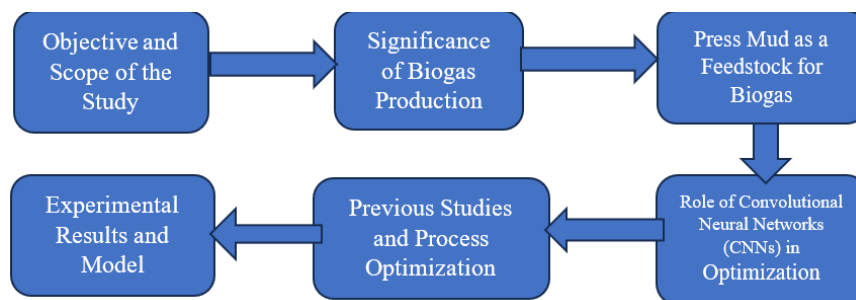 Objective and
Scope of the
Study
Significance
of Biogas
Production
Press Mud as a
Feedstock for
Biogas
Role of Convolutional
Neural Networks
(CNNs) in
Optimization
Previous Studies
and Process
Optimization
Experimental
Results and
Model